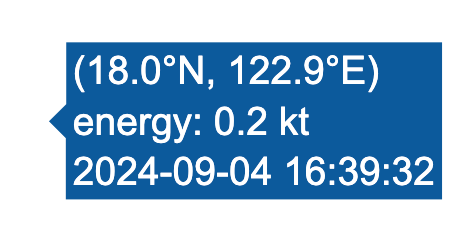 (18.0°N, 122.9°E)
energy: 0.2 kt
2024-09-04 16:39:32